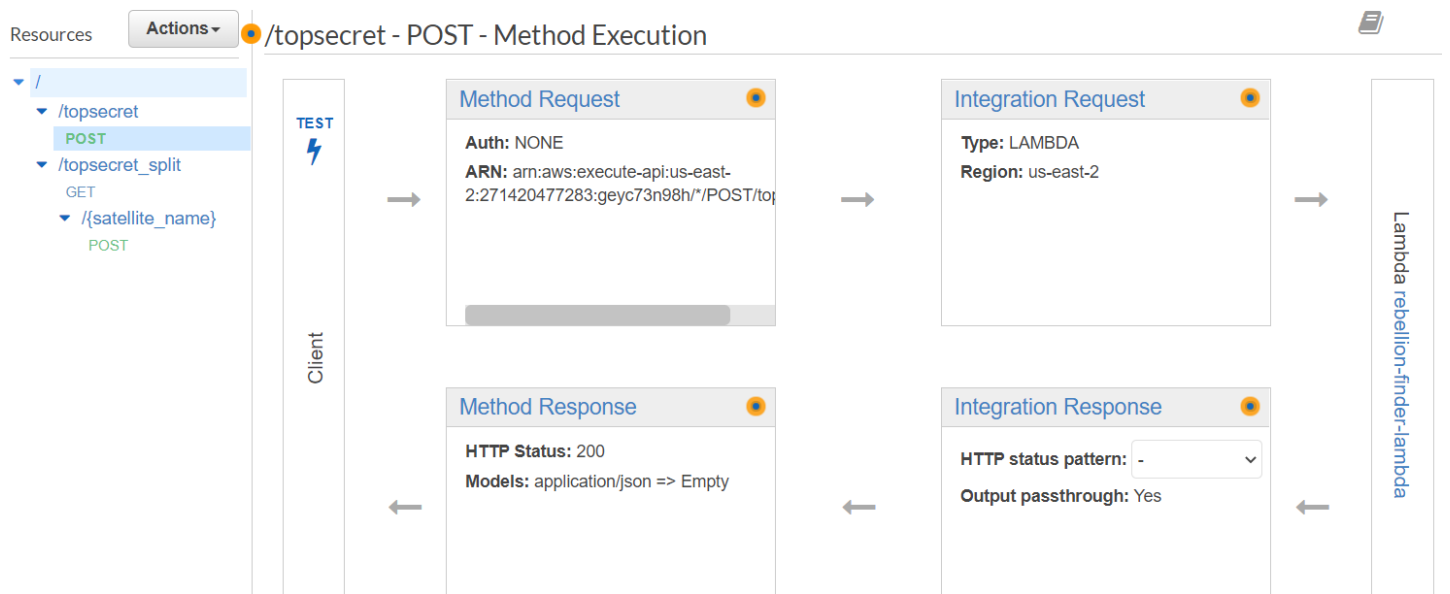 Resources
Actions
/topsecret - POST - Method Execution
/
/topsecret
POST
/topsecret_split
GET
/{satellite_name}
POST
TEST
Client
Method Request
Auth: NONE
ARN: arn:aws:execute-api:us-east-
2:271420477283:geyc73n98h/*/POST/top
Integration Request
Type: LAMBDA
Region: us-east-2
Lambda rebellion-finder-lambda
Method Response
HTTP Status: 200
Models: application/json => Empty
Integration Response
HTTP status pattern: -
Output passthrough: Yes